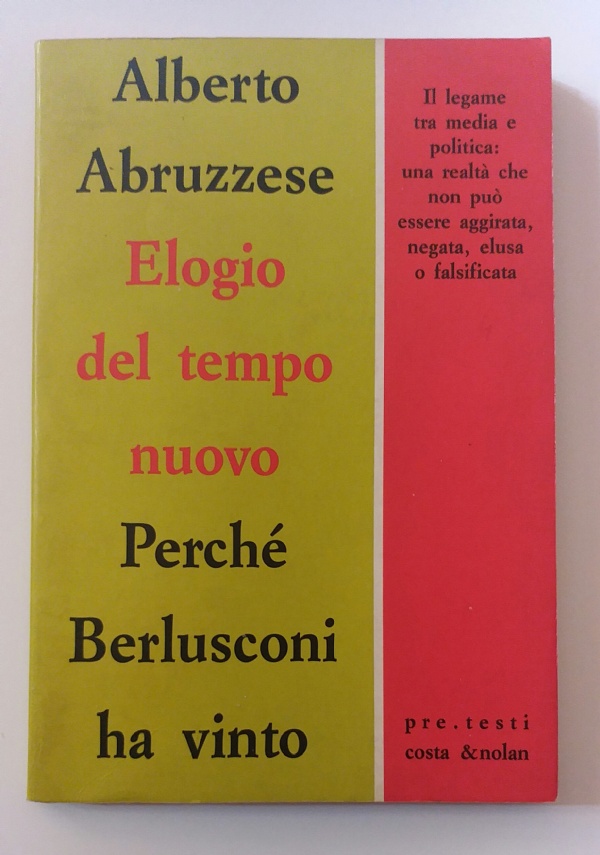 Alberto
Abruzzese
Elogio
del tempo
nuovo
Perché
Berlusconi
ha vinto
Il legame
tra media e
politica:
una realtà che
non può
essere aggirata,
negata, elusa
o falsificata
pre.testi
costa &nolan